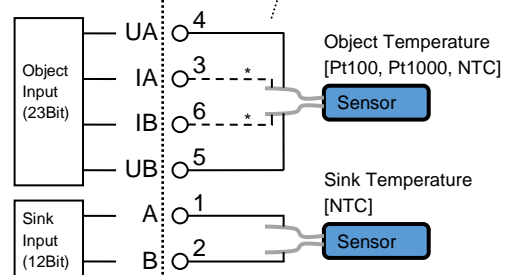 UA 4
Object Temperature
[Pt100, Pt1000, NTC]
Object
Input
(23Bit)
IA 3 *
Sensor
IB 6 *
UB 5
Sink Temperature
[NTC]
Sink
Input
(12Bit)
A 1
Sensor
B 2